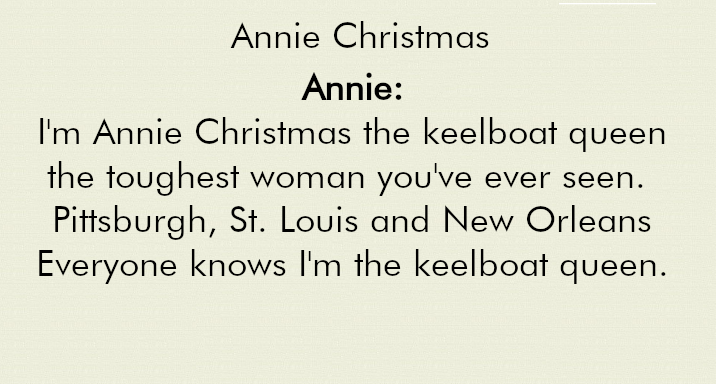 Annie Christmas
Annie:
I'm Annie Christmas the keelboat queen
the toughest woman you've ever seen.
Pittsburgh, St. Louis and New Orleans
Everyone knows I'm the keelboat queen.